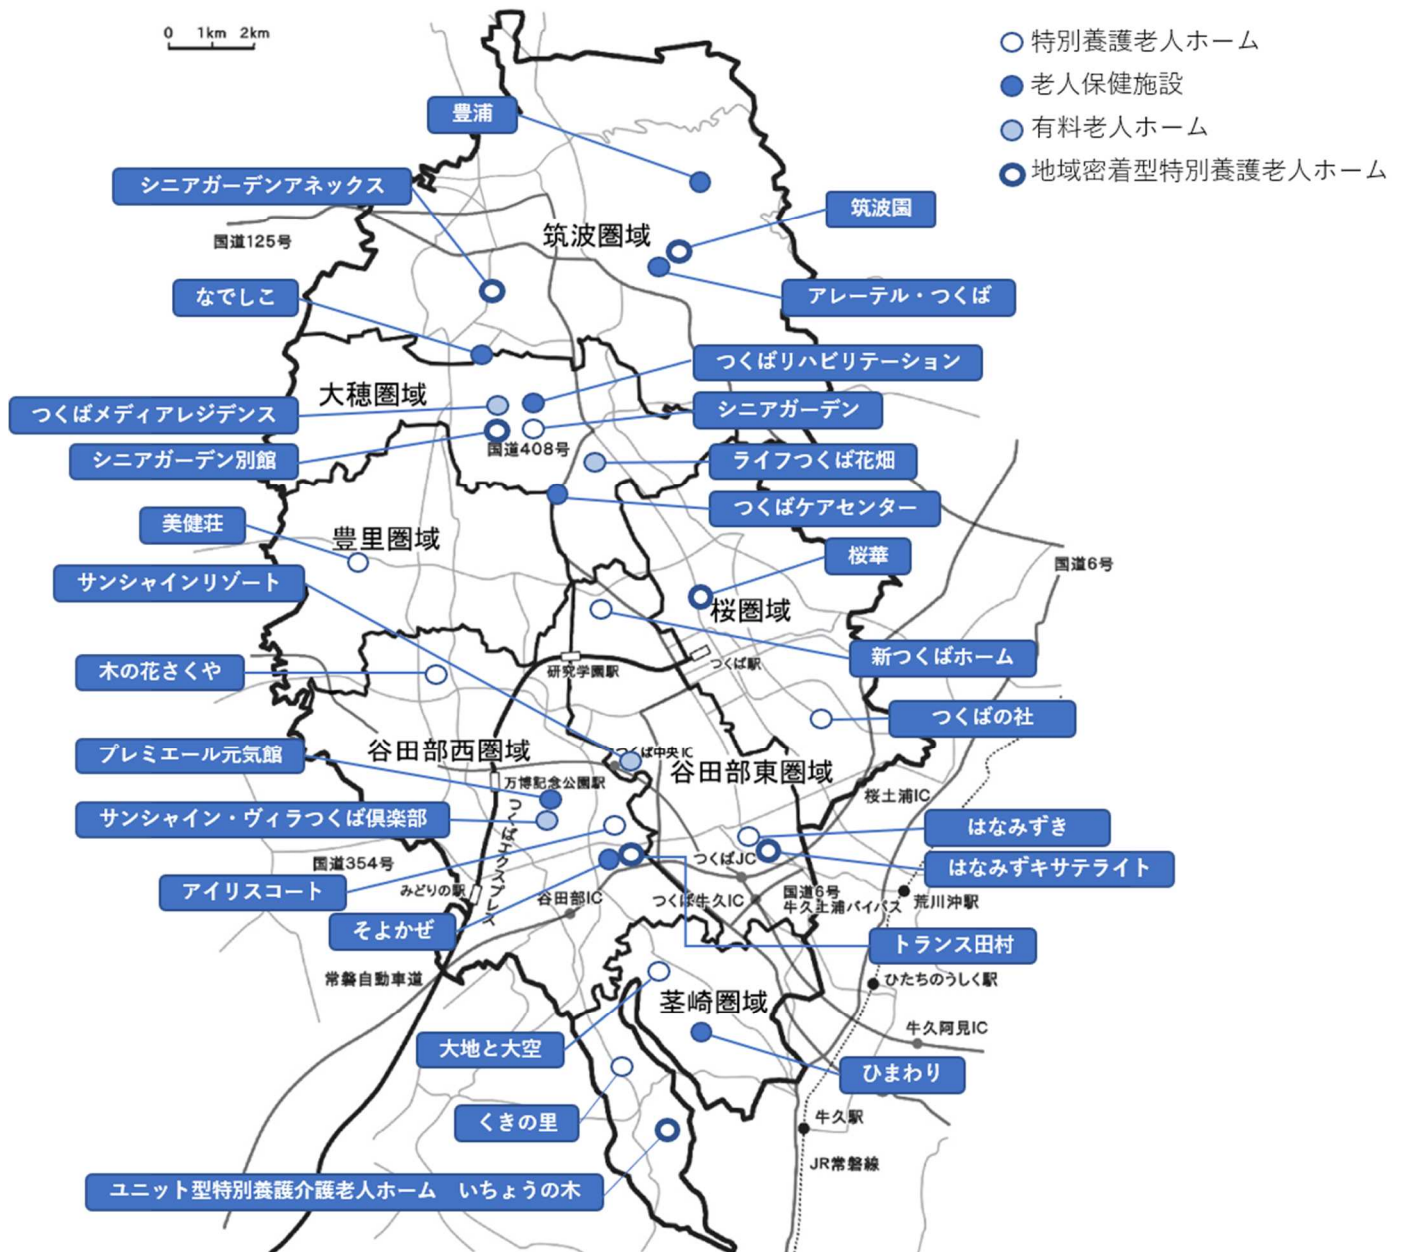 0 1km 2km
特別養護老人ホーム
老人保健施設
有料老人ホーム
地域密着型特別養護老人ホーム
豊浦
シニアガーデンアネックス
筑波園
国道125号
筑波圏域
なでしこ
アレーテル・つくば
つくばリハビリテーション
大穂圏域
つくばメディアレジデンス
シニアガーデン
国道408号
シニアガーデン別館
ライフつくば花畑
つくばケアセンター
美健荘
豊里圏域
桜華
国道6号
サンシャインリゾート
桜圏域
新つくばホーム
木の花さくや
研究学園駅
つくば駅
つくばの社
谷田部西圏域
つくば中央IC
プレミエール元気館
谷田部東圏域
万博記念公園駅
桜土浦IC
サンシャイン・ヴィラつくば倶楽部
つくばエクスプレス
はなみずき
国道354号
つくばJC
はなみずキサテライト
アイリスコート
みどりの駅
谷田部IC
つくば牛久IC
国道6号
牛久土浦バイパス
荒川沖駅
そよかぜ
トランス田村
常磐自動車道
ひたちのうしく駅
茎崎圏域
牛久阿見IC
大地と大空
ひまわり
くきの里
牛久駅
JR常磐線
ユニット型特別養護介護老人ホーム　いちょうの木